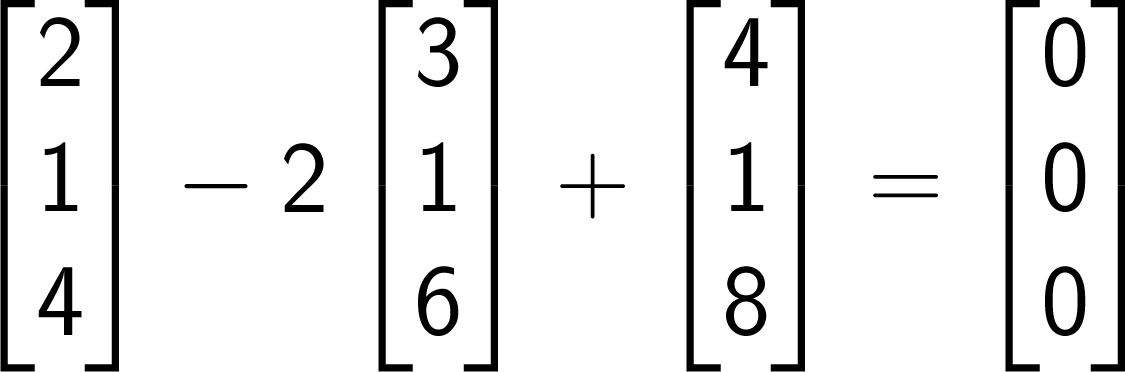 [2 1 4] − 2 [3 1 6] + [4 1 8] = [0 0 0]